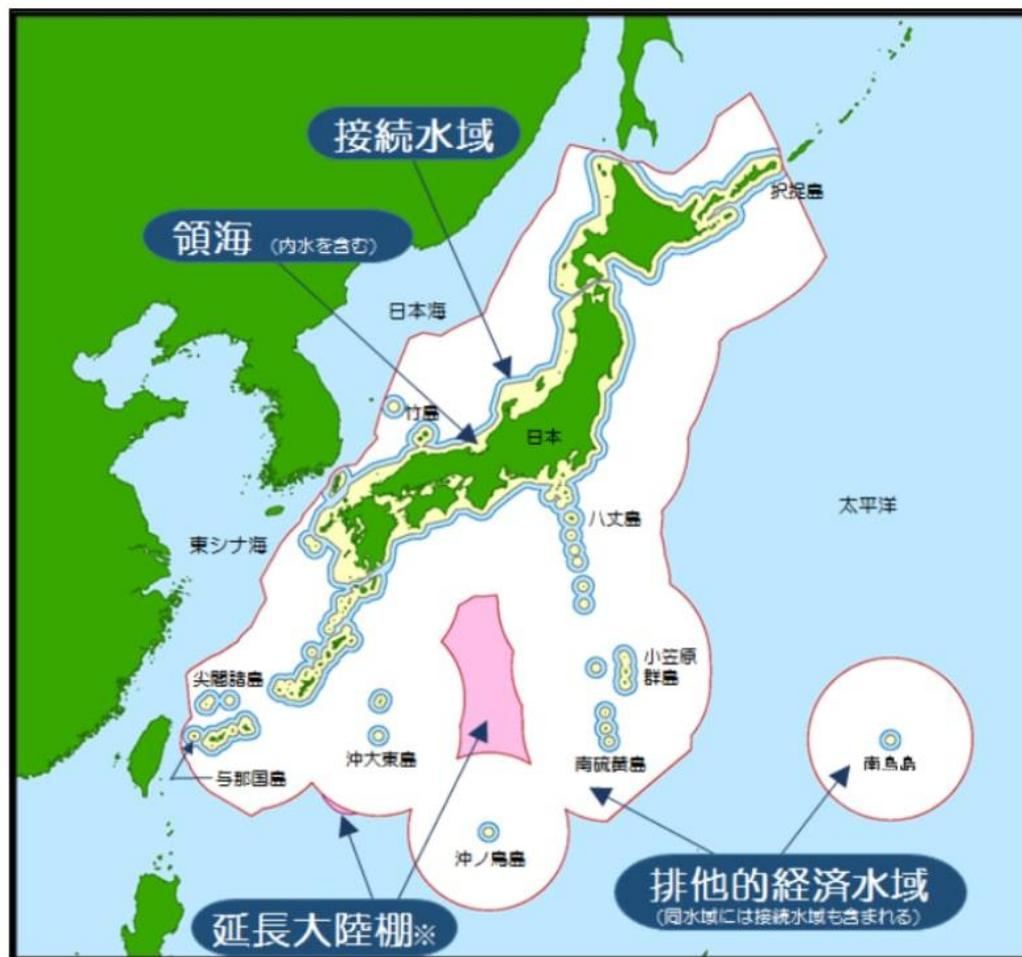 接続水域
択捉島
領海 (内水を含む)
日本海
竹島
日本
八丈島
太平洋
東シナ海
尖閣諸島
小笠原
群島
沖大東島
南硫黄島
南鳥島
与那国島
沖ノ鳥島
排他的経済水域
(同水域には接続水域も含まれる)
延長大陸棚※